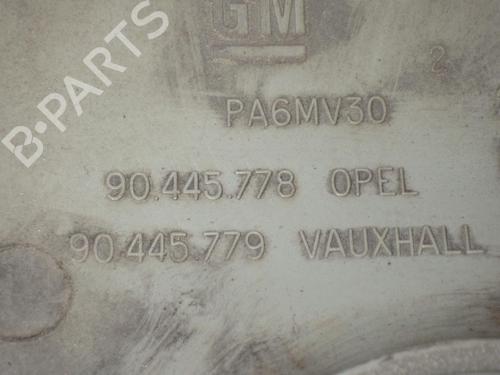 GM
B-PARTS
2
PA6MV30
90.445.778 OPEL
90.445.779 VAUXHALL